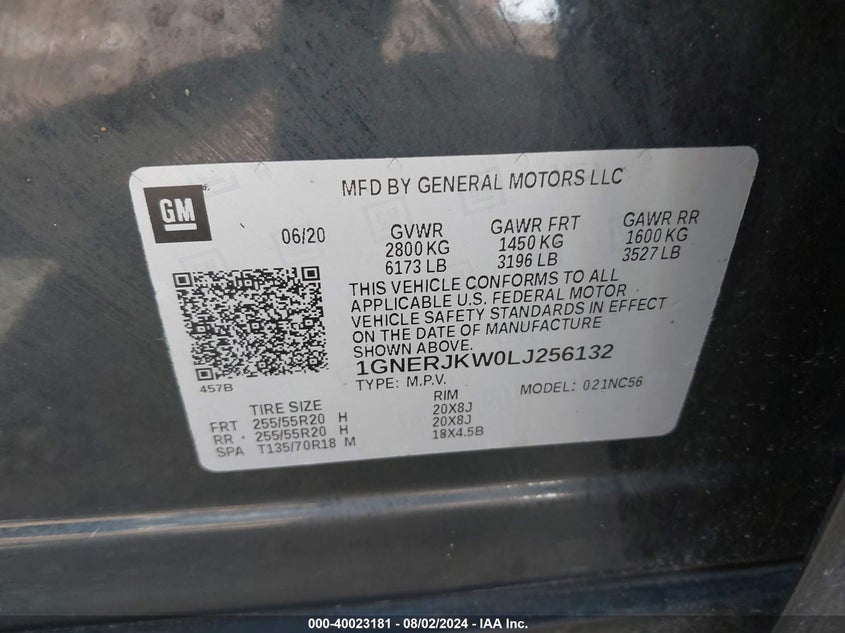 MFD BY GENERAL MOTORS LLC
GM
06/20
GVWR
2800 KG
6173 LB
GAWR FRT
1450 KG
3196 LB
GAWR RR
1600 KG
3527 LB
THIS VEHICLE CONFORMS TO ALL
APPLICABLE U.S. FEDERAL MOTOR
VEHICLE SAFETY STANDARDS IN EFFECT
ON THE DATE OF MANUFACTURE
SHOWN ABOVE.
1GNERJKW0LJ256132
TYPE: M.P.V.
MODEL: 021NC56
457B
TIRE SIZE RIM
FRT 255/55R20 H 20X8J
RR 255/55R20 H 20X8J
SPA T135/70R18 M 18X4.5B
000-40023181 - 08/02/2024 - IAA Inc.